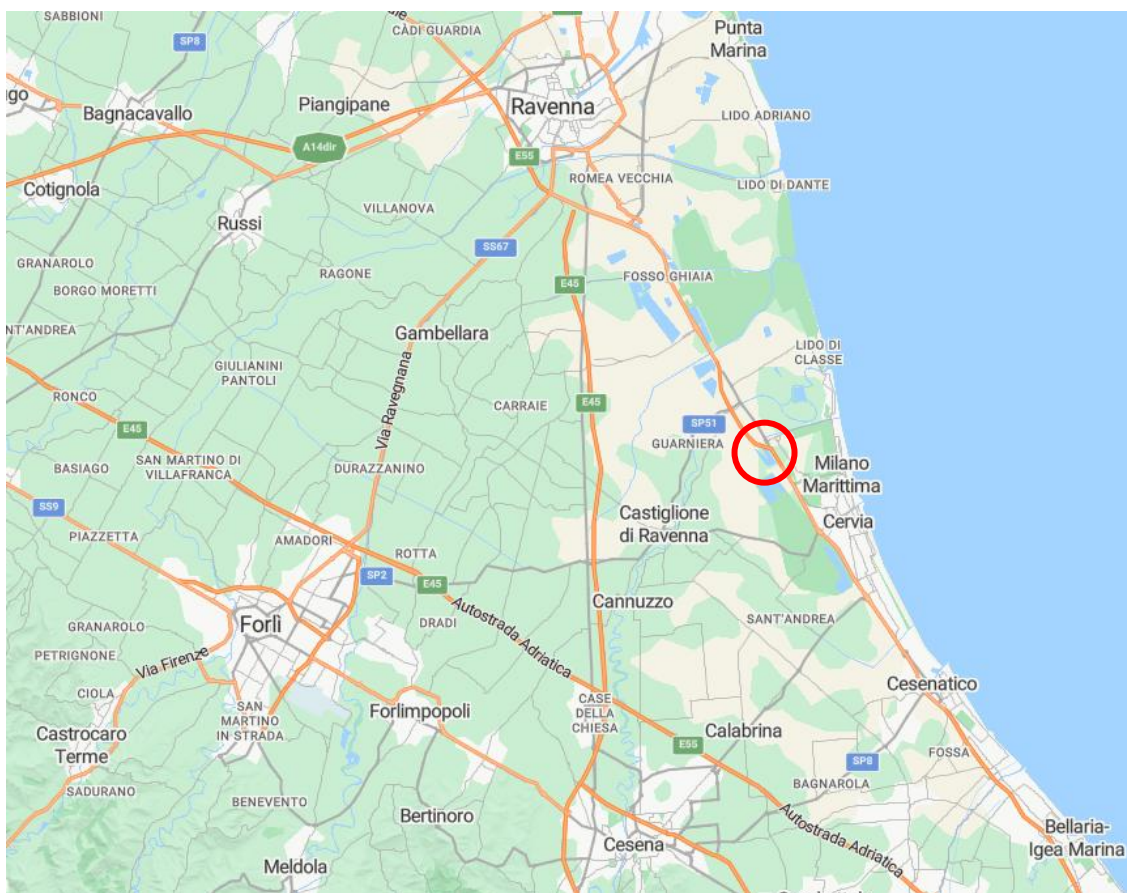 SABBIONI
SP8
CÀDI GUARDIA
Punta
Marina
ugo
Bagnacavallo
Piangipane
Ravenna
LIDO ADRIANO
A14dir
E55
Cotignola
ROMEA VECCHIA
LIDO DI DANTE
VILLANOVA
Russi
SS67
GRANAROLO
RAGONE
FOSSO GHIAIA
E45
BORGO MORETTI
NT'ANDREA
Gambellara
LIDO DI
CLASSE
GIULIANINI
PANTOLI
RONCO
CARRAIE
E45
E45
Via Ravegnana
SP51
GUARNIERA
BASIAGO
SAN MARTINO DI
VILLAFRANCA
DURAZZANINO
Milano
Marittima
SS9
Castiglione
di Ravenna
Cervia
PIAZZETTA
AMADORI
ROTTA
SP2
E45
Cannuzzo
Autostrada Adriatica
GRANAROLO
Forlì
DRADI
SANT'ANDREA
PETRIGNONE
Via Firenze
CIOLA
Cesenatico
SAN
MARTINO
IN STRADA
Forlimpopoli
CASE
DELLA
CHIESA
Castrocaro
Terme
Calabrina
E55
FOSSA
SP8
SADURANO
BAGNAROLA
BENEVENTO
Bertinoro
Autostrada Adriatica
Bellaria-
Igea Marina
Cesena
Meldola